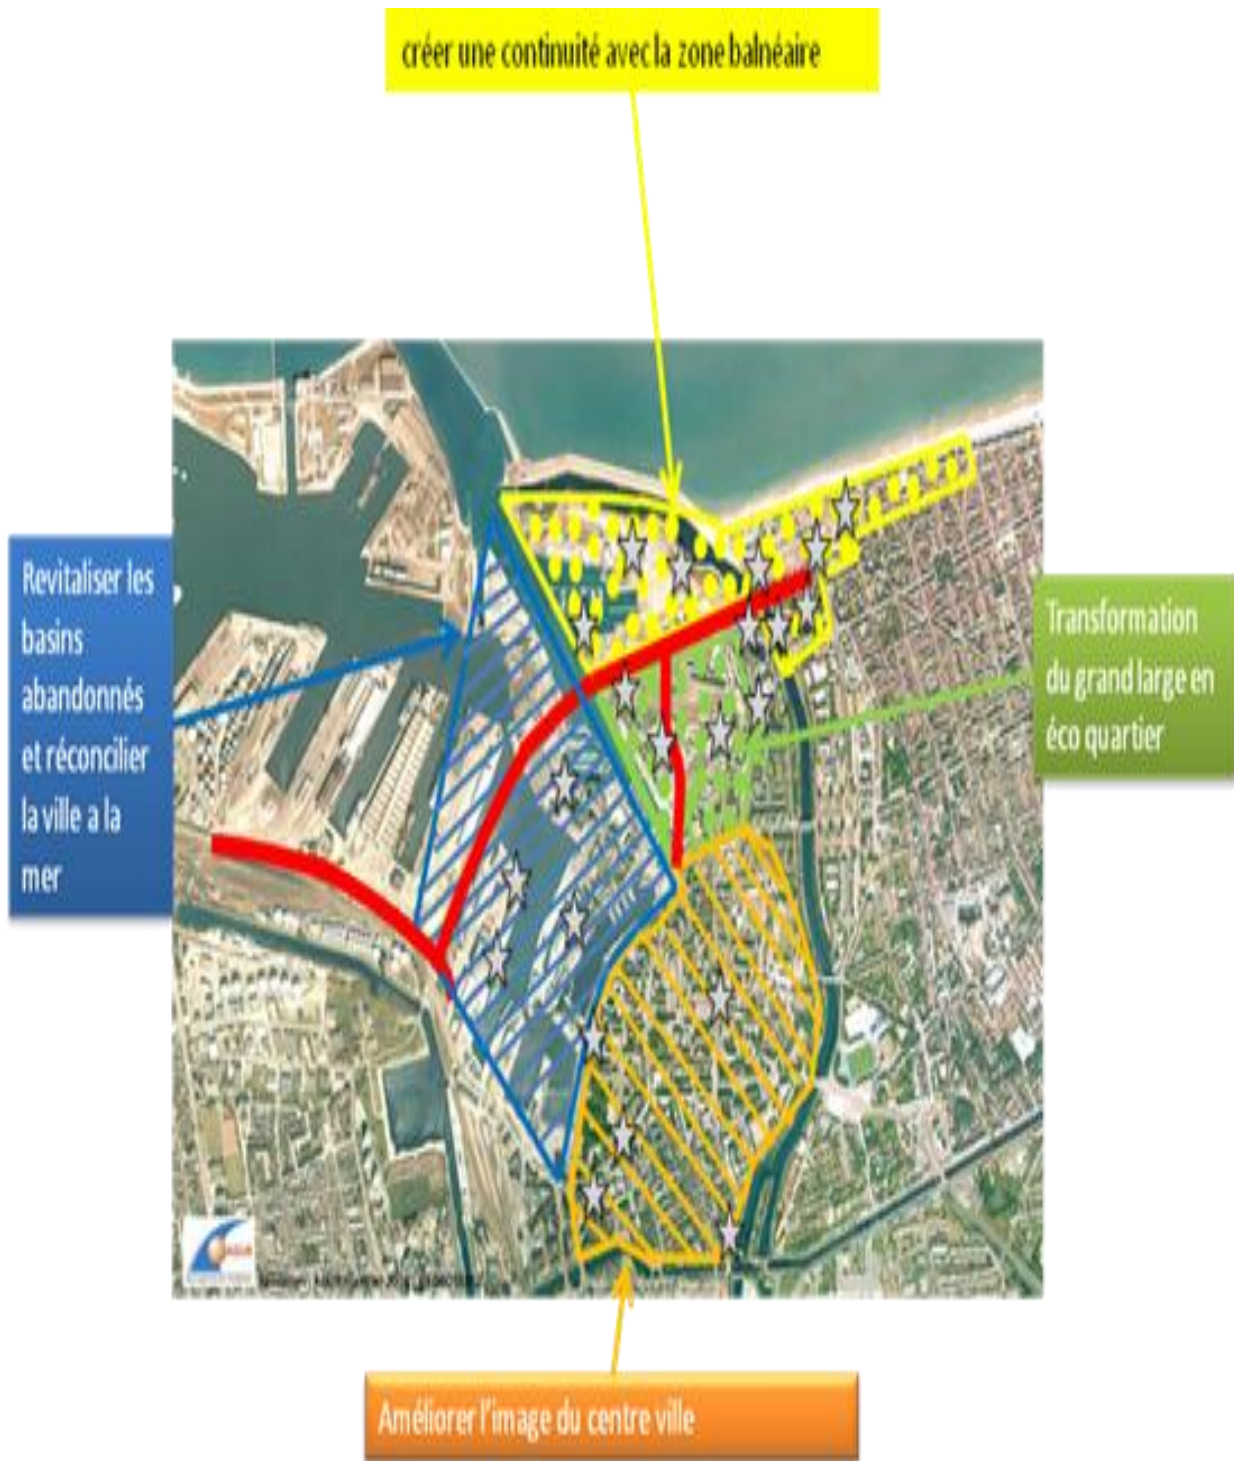 créer une continuité avec la zone balnéaire
Revitaliser les
basins
abandonnés
et réconcilier
la ville a la
mer
Transformation
du grand large en
éco quartier
Améliorer l'image du centre ville